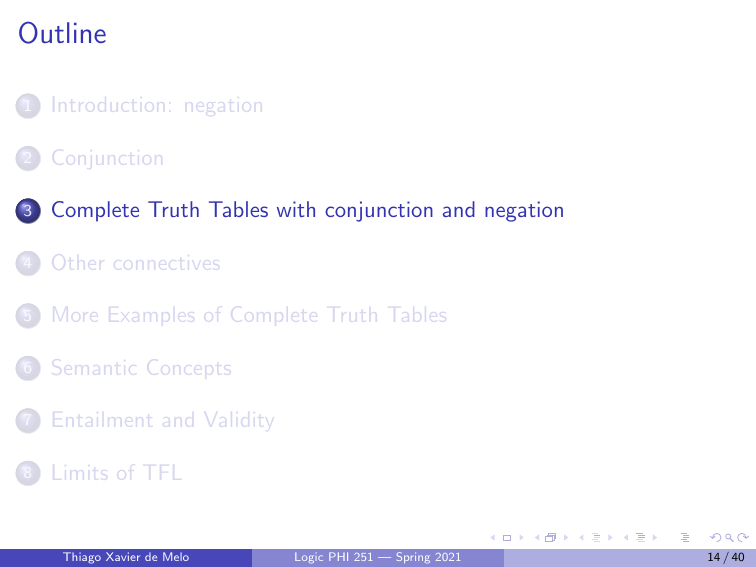 Outline
1 Introduction: negation
2 Conjunction
3 Complete Truth Tables with conjunction and negation
4 Other connectives
5 More Examples of Complete Truth Tables
6 Semantic Concepts
7 Entailment and Validity
8 Limits of TFL
Thiago Xavier de Melo Logic PHI 251 — Spring 2021 14 / 40